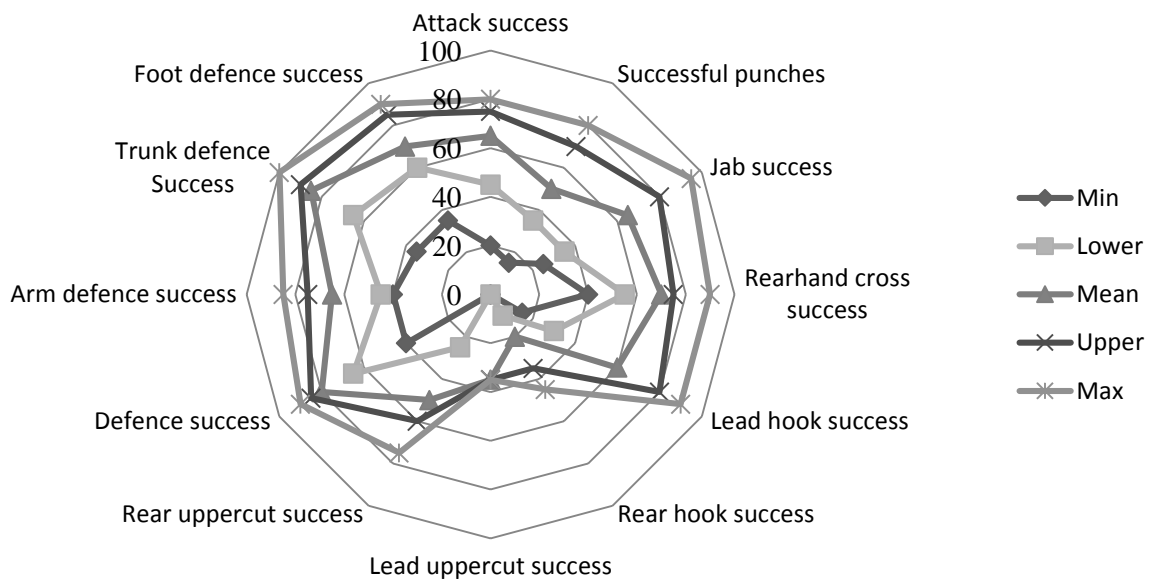 Attack success
100
Foot defence success
Successful punches
80
Trunk defence
Success
60
Jab success
40
Min
20
Lower
Arm defence success
0
Rearhand cross
success
Mean
Upper
Max
Defence success
Lead hook success
Rear uppercut success
Rear hook success
Lead uppercut success